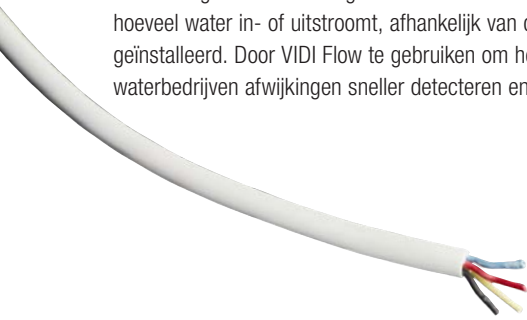 hoeveel water in- of uitstroomt, afhankelijk van
geïnstalleerd. Door VIDI Flow te gebruiken om
waterbedrijven afwijkingen sneller detecteren en